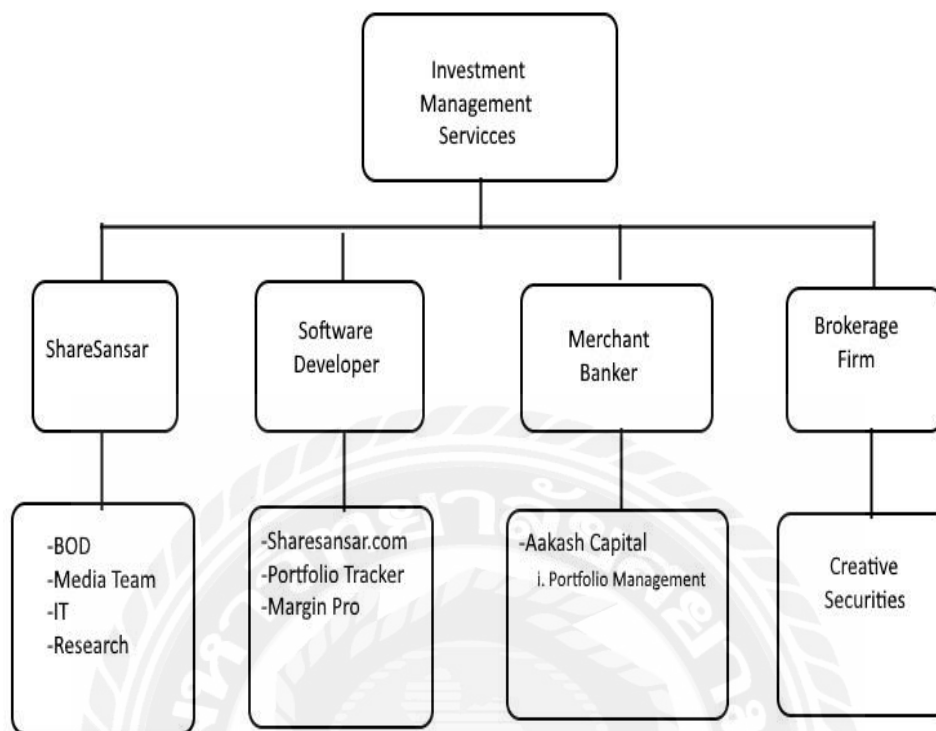 Investment
Management
Servicces
ShareSansar
Software
Developer
Merchant
Banker
Brokerage
Firm
-BOD
-Media Team
-IT
-Research
-Sharesansar.com
-Portfolio Tracker
-Margin Pro
-Aakash Capital
i. Portfolio Management
Creative
Securities